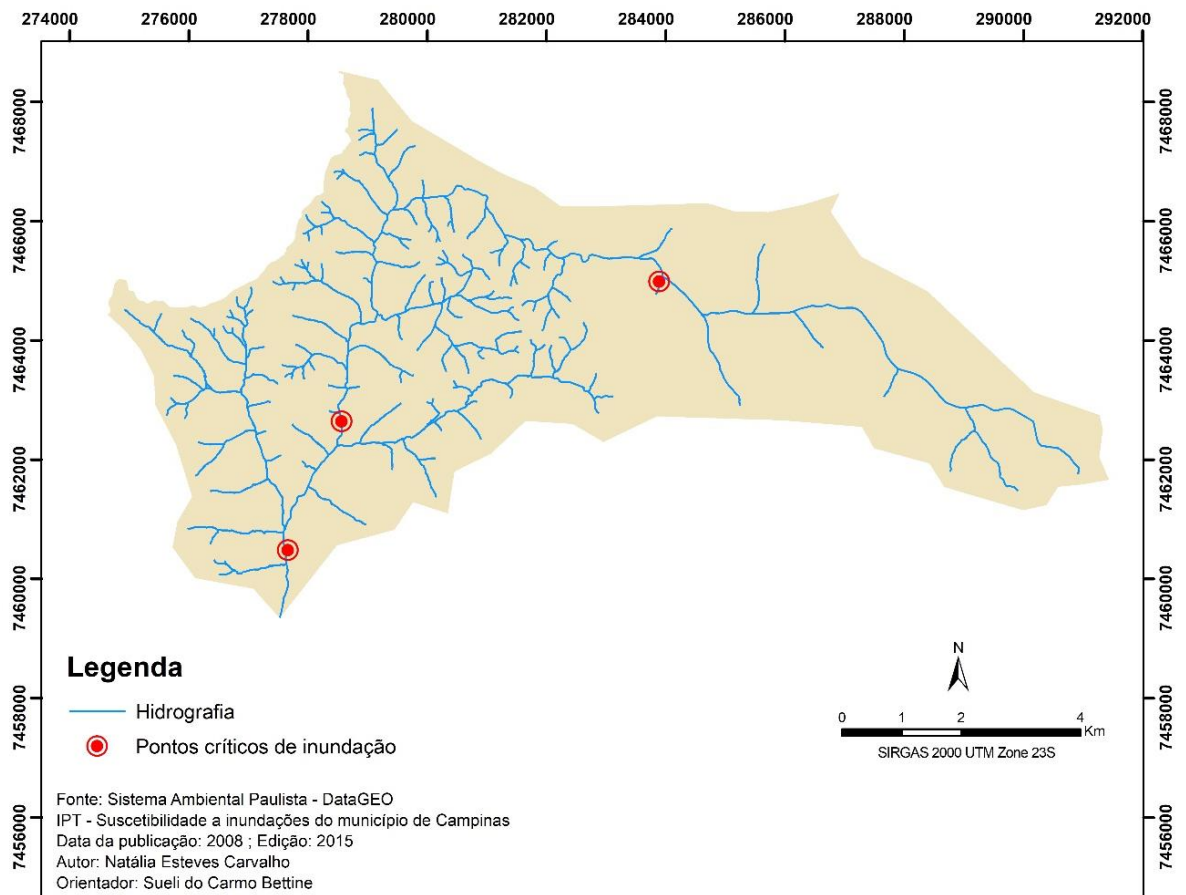 274000 276000 278000 280000 282000 284000 286000 288000 290000 292000
7468000 7468000
7466000 7466000
7464000 7464000
7462000 7462000
7460000 7460000
7458000 7458000
7456000 7456000
Legenda
Hidrografia
Pontos críticos de inundação
N
0 1 2 4
Km
SIRGAS 2000 UTM Zone 23S
Fonte: Sistema Ambiental Paulista - DataGEO
IPT - Suscetibilidade a inundações do município de Campinas
Data da publicação: 2008 ; Edição: 2015
Autor: Natália Esteves Carvalho
Orientador: Sueli do Carmo Bettine